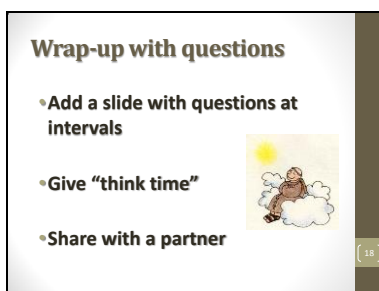 Wrap-up with questions
•Add a slide with questions at
intervals
•Give “think time”
•Share with a partner
18